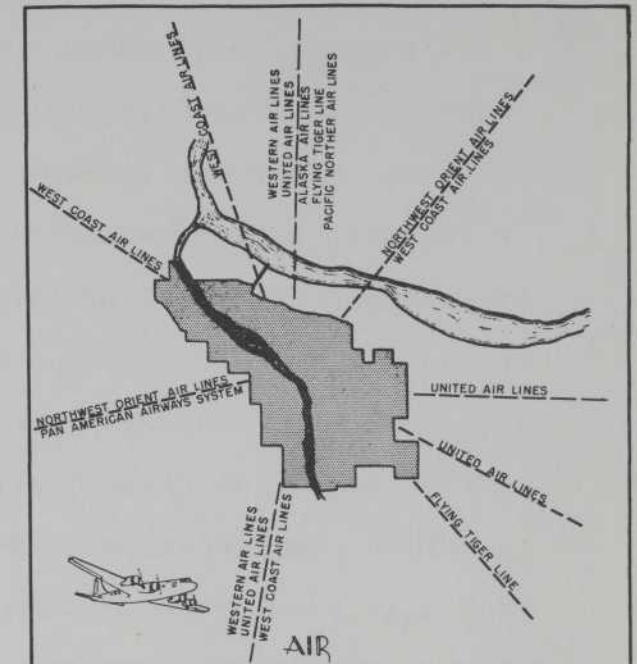 WEST COAST AIR LINES
WESTERN AIR LINES
UNITED AIR LINES
ALASKA AIR LINES
FLYING TIGER LINE
PACIFIC NORTHER AIR LINES
NORTHWEST ORIENT AIR LINES
WEST COAST AIR LINES
WEST COAST AIR LINES
NORTHWEST ORIENT AIR LINES
PAN AMERICAN AIRWAYS SYSTEM
UNITED AIR LINES
UNITED AIR LINES
FLYING TIGER LINE
WESTERN AIR LINES
UNITED AIR LINES
WEST COAST AIR LINES
AIR